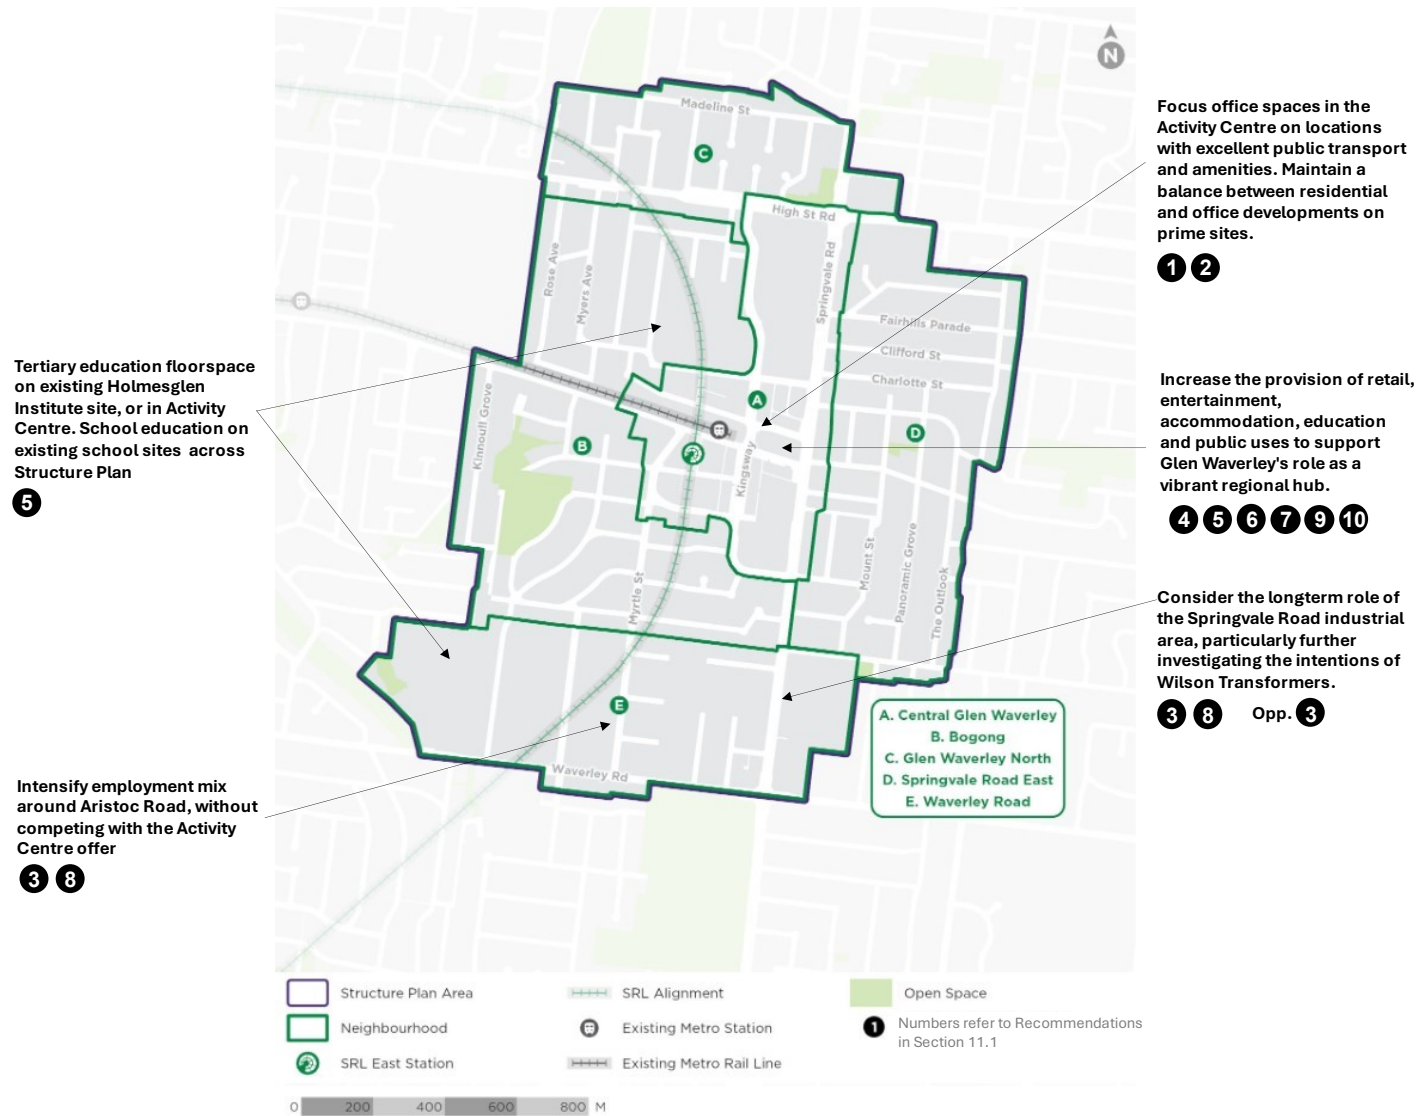 N
Focus office spaces in the
Activity Centre on locations
with excellent public transport
and amenities. Maintain a
balance between residential
and office developments on
prime sites.
1 2
Increase the provision of retail,
entertainment,
accommodation, education
and public uses to support
Glen Waverley's role as a
vibrant regional hub.
4 5 6 7 9 10
Consider the longterm role of
the Springvale Road industrial
area, particularly further
investigating the intentions of
Wilson Transformers.
3 8 Opp. 3
Tertiary education floorspace
on existing Holmesglen
Institute site, or in Activity
Centre. School education on
existing school sites across
Structure Plan
5
Intensify employment mix
around Aristoc Road, without
competing with the Activity
Centre offer
3 8
Madeline St
C
High St Rd
Rose Ave
Myers Ave
Springvale Rd
Fairhills Parade
Clifford St
Charlotte St
Kinnoull Grove
A
B
D
Kingsway
Mount St
Panoramic Grove
The Outlook
Myrtle St
E
Waverley Rd
A. Central Glen Waverley
B. Bogong
C. Glen Waverley North
D. Springvale Road East
E. Waverley Road
Structure Plan Area
Neighbourhood
SRL East Station
SRL Alignment
Existing Metro Station
Existing Metro Rail Line
Open Space
1 Numbers refer to Recommendations
in Section 11.1
0 200 400 600 800 M